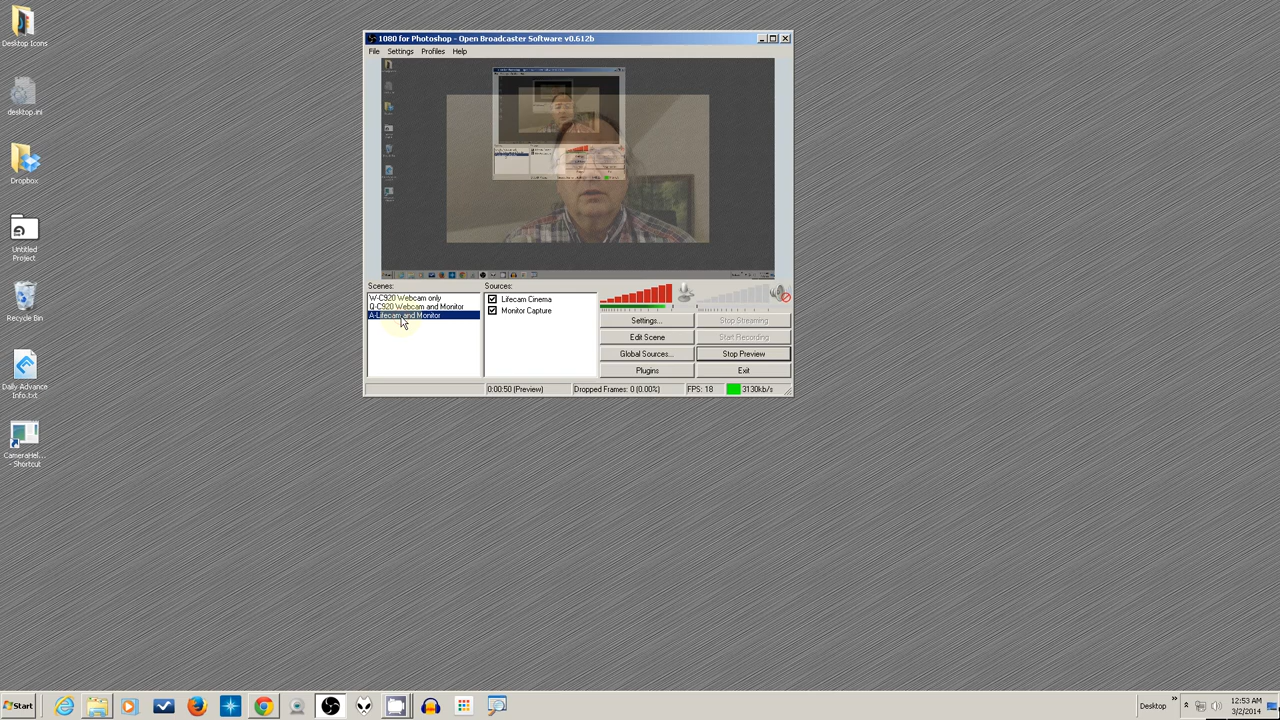 Desktop Icons
desktop.ini
Dropbox
Untitled
Project
Recycle Bin
Daily Advance
Info.txt
CameraHel...
- Shortcut
1080 for Photoshop - Open Broadcaster Software v0.612b
File Settings Profiles Help
Scenes:
W-C920 Webcam only
Q-C920 Webcam and Monitor
A-Lifecam and Monitor
Sources:
Lifecam Cinema
Monitor Capture
Settings...
Stop Streaming
Edit Scene
Start Recording
Global Sources...
Stop Preview
Plugins
Exit
0:00:50 (Preview)
Dropped Frames: 0 (0.00%)
FPS: 18
3130kb/s
Start
Desktop
12:53 AM
3/2/2014